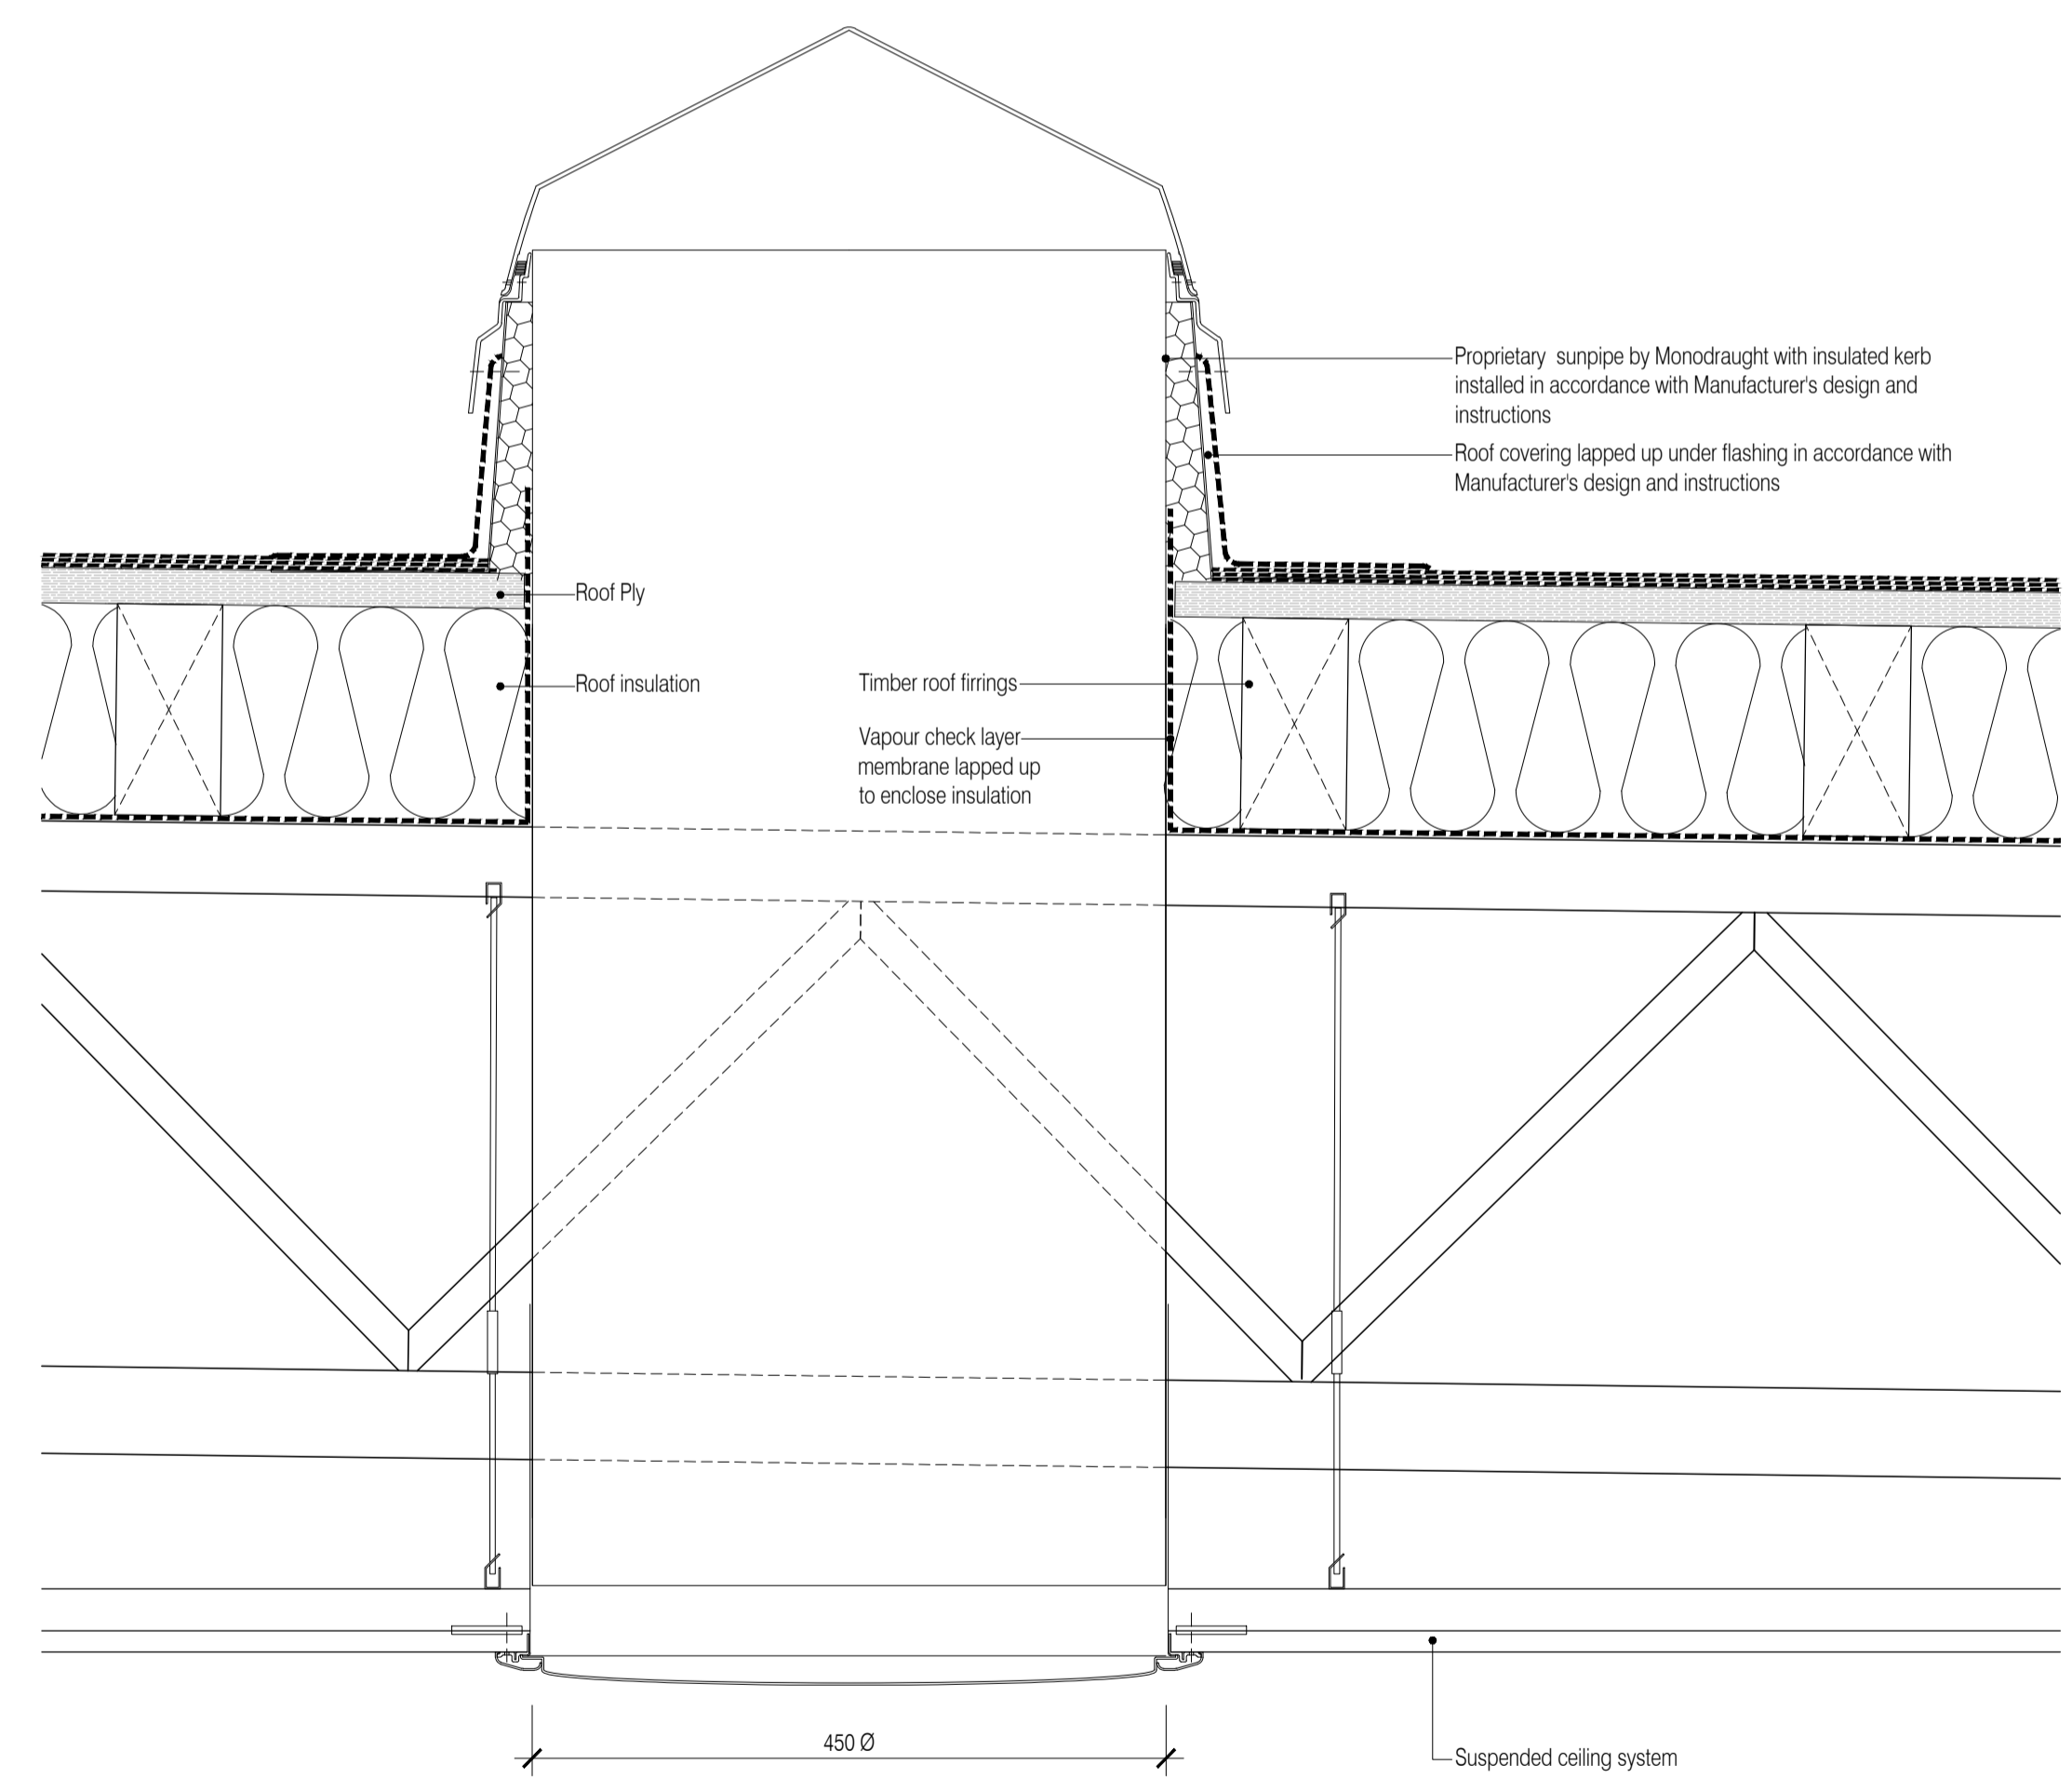 Proprietary sunpipe by Monodraught with insulated kerb
installed in accordance with Manufacturer's design and
instructions
Roof covering lapped up under flashing in accordance with
Manufacturer's design and instructions
Roof Ply
Roof insulation
Timber roof firrings
Vapour check layer
membrane lapped up
to enclose insulation
450 Ø
Suspended ceiling system